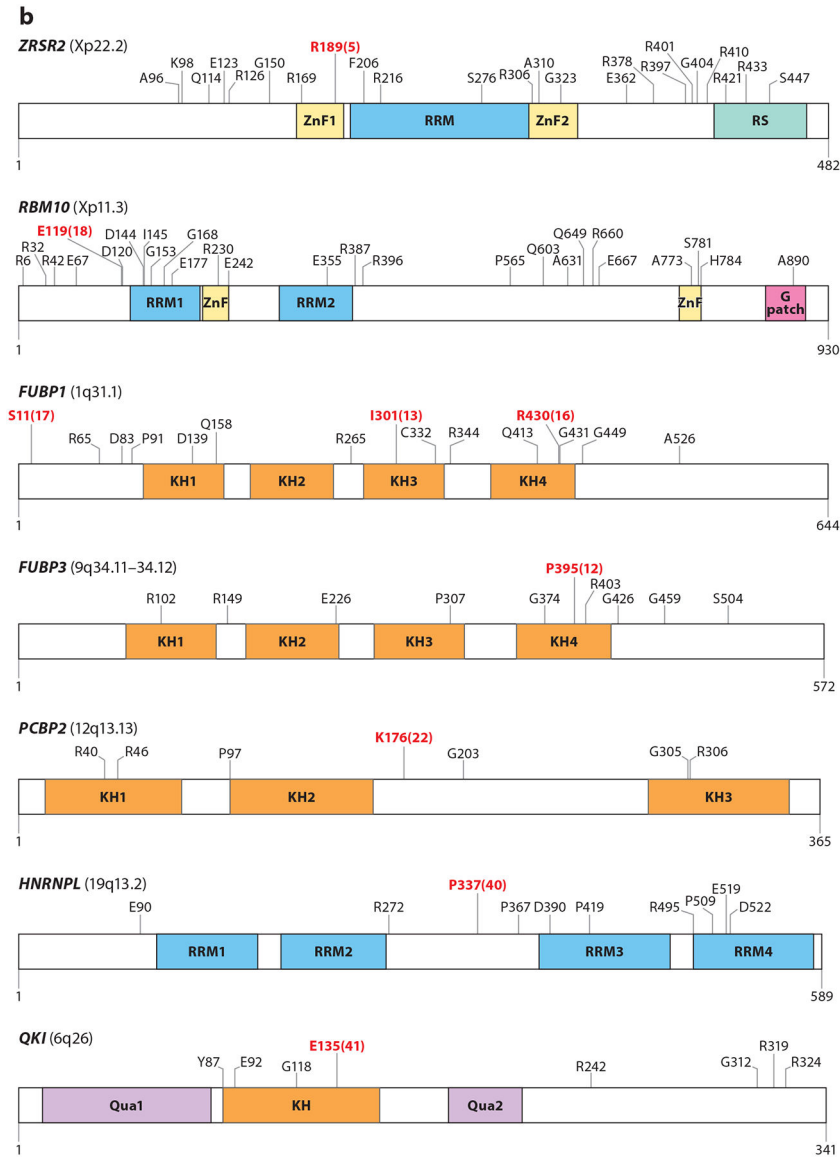 b
ZRSR2 (Xp22.2)
R189(5)
K98 E123 G150 F206 A310 R378 R401 G404 R410 R433
A96 Q114 R126 R169 R216 S276 R306 G323 E362 R397 R421 S447
ZnF1 RRM ZnF2 RS
1 482
RBM10 (Xp11.3)
E119(18) D144 I145 G168 Q649 R660 S781
R32 D120 G153 R230 R387 Q603
R6 R42 E67 E177 E242 E355 R396 P565 A631 E667 A773 H784 A890
RRM1 ZnF RRM2 ZnF G
patch
1 930
FUBP1 (1q31.1)
S11(17) I301(13) R430(16)
Q158
R65 D83 P91 D139 R265 C332 R344 Q413 G431 G449 A526
KH1 KH2 KH3 KH4
1 644
FUBP3 (9q34.11–34.12)
P395(12)
R403
R102 R149 E226 P307 G374 G426 G459 S504
KH1 KH2 KH3 KH4
1 572
PCBP2 (12q13.13)
K176(22)
R40 R46 P97 G203 G305 R306
KH1 KH2 KH3
1 365
HNRNPL (19q13.2)
P337(40) E519
P509
E90 R272 P367 D390 P419 R495 D522
RRM1 RRM2 RRM3 RRM4
1 589
QKI (6q26)
E135(41) R319
Y87 E92 G118 R242 G312 R324
Qua1 KH Qua2
1 341